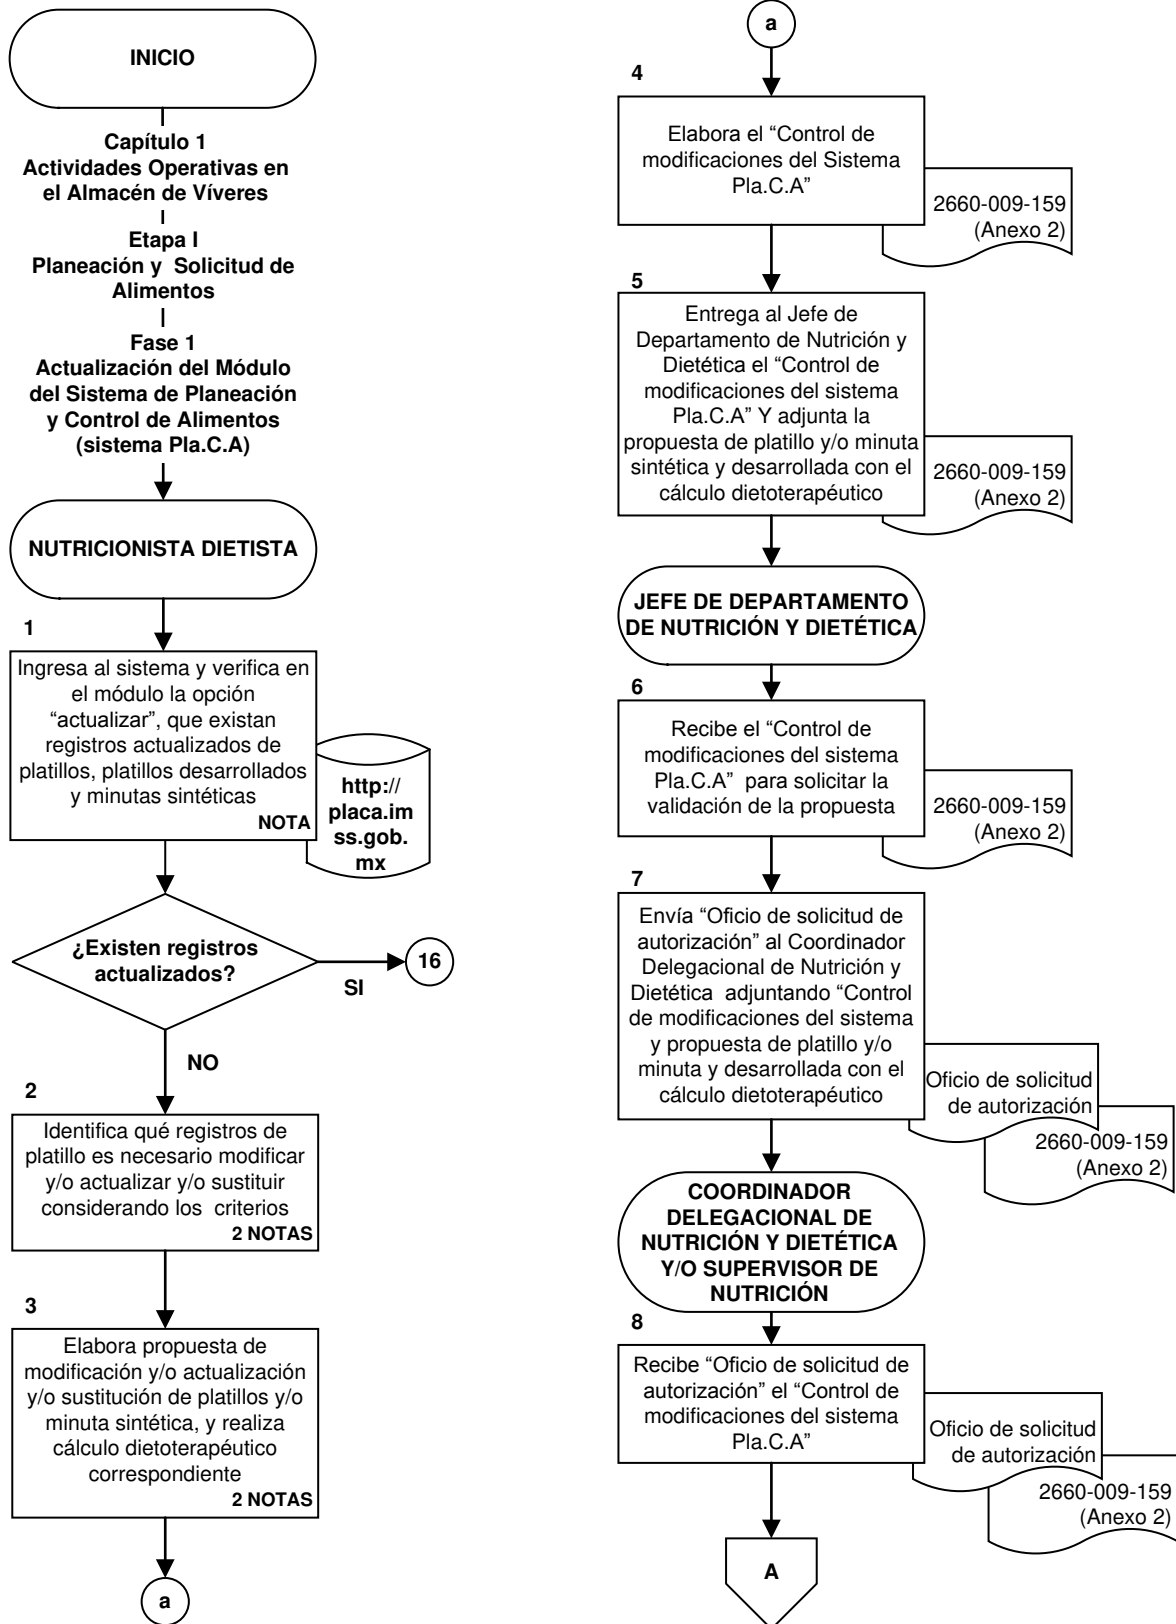 INICIO
Capítulo 1
Actividades Operativas en
el Almacén de Víveres
Etapa I
Planeación y Solicitud de
Alimentos
Fase 1
Actualización del Módulo
del Sistema de Planeación
y Control de Alimentos
(sistema Pla.C.A)
NUTRICIONISTA DIETISTA
1
Ingresa al sistema y verifica en
el módulo la opción
“actualizar”, que existan
registros actualizados de
platillos, platillos desarrollados
y minutas sintéticas
NOTA
http://
placa.im
ss.gob.
mx
¿Existen registros
actualizados?
SI
16
NO
2
Identifica qué registros de
platillo es necesario modificar
y/o actualizar y/o sustituir
considerando los criterios
2 NOTAS
3
Elabora propuesta de
modificación y/o actualización
y/o sustitución de platillos y/o
minuta sintética, y realiza
cálculo dietoterapéutico
correspondiente
2 NOTAS
a
a
4
Elabora el “Control de
modificaciones del Sistema
Pla.C.A”
2660-009-159
(Anexo 2)
5
Entrega al Jefe de
Departamento de Nutrición y
Dietética el “Control de
modificaciones del sistema
Pla.C.A” Y adjunta la
propuesta de platillo y/o minuta
sintética y desarrollada con el
cálculo dietoterapéutico
2660-009-159
(Anexo 2)
JEFE DE DEPARTAMENTO
DE NUTRICIÓN Y DIETÉTICA
6
Recibe el “Control de
modificaciones del sistema
Pla.C.A” para solicitar la
validación de la propuesta
2660-009-159
(Anexo 2)
7
Envía “Oficio de solicitud de
autorización” al Coordinador
Delegacional de Nutrición y
Dietética adjuntando “Control
de modificaciones del sistema
y propuesta de platillo y/o
minuta y desarrollada con el
cálculo dietoterapéutico
Oficio de solicitud
de autorización
2660-009-159
(Anexo 2)
COORDINADOR
DELEGACIONAL DE
NUTRICIÓN Y DIETÉTICA
Y/O SUPERVISOR DE
NUTRICIÓN
8
Recibe “Oficio de solicitud de
autorización” el “Control de
modificaciones del sistema
Pla.C.A”
Oficio de solicitud
de autorización
2660-009-159
(Anexo 2)
A